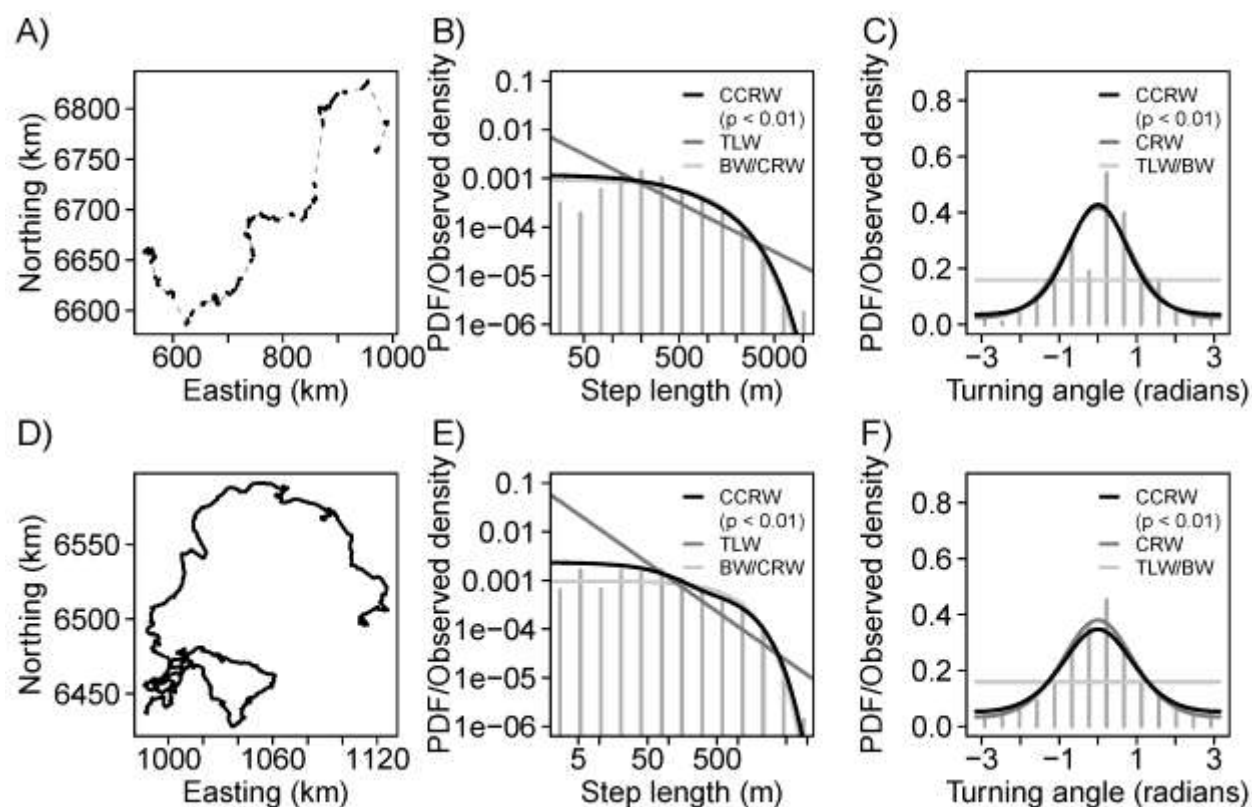 A)
Northing (km)
6800
6750
6700
6650
6600
600
800
1000
Easting (km)
B)
PDF/Observed density
0.1
0.01
0.001
1e−04
1e−05
1e−06
CCRW
(p < 0.01)
TLW
BW/CRW
50
500
5000
Step length (m)
C)
PDF/Observed density
0.8
0.6
0.4
0.2
0.0
CCRW
(p < 0.01)
CRW
TLW/BW
−3
−1
1
3
Turning angle (radians)
D)
Northing (km)
6550
6500
6450
1000
1060
1120
Easting (km)
E)
PDF/Observed density
0.1
0.01
0.001
1e−04
1e−05
1e−06
CCRW
(p < 0.01)
TLW
BW/CRW
5
50
500
Step length (m)
F)
PDF/Observed density
0.8
0.6
0.4
0.2
0.0
CCRW
(p < 0.01)
CRW
TLW/BW
−3
−1
1
3
Turning angle (radians)